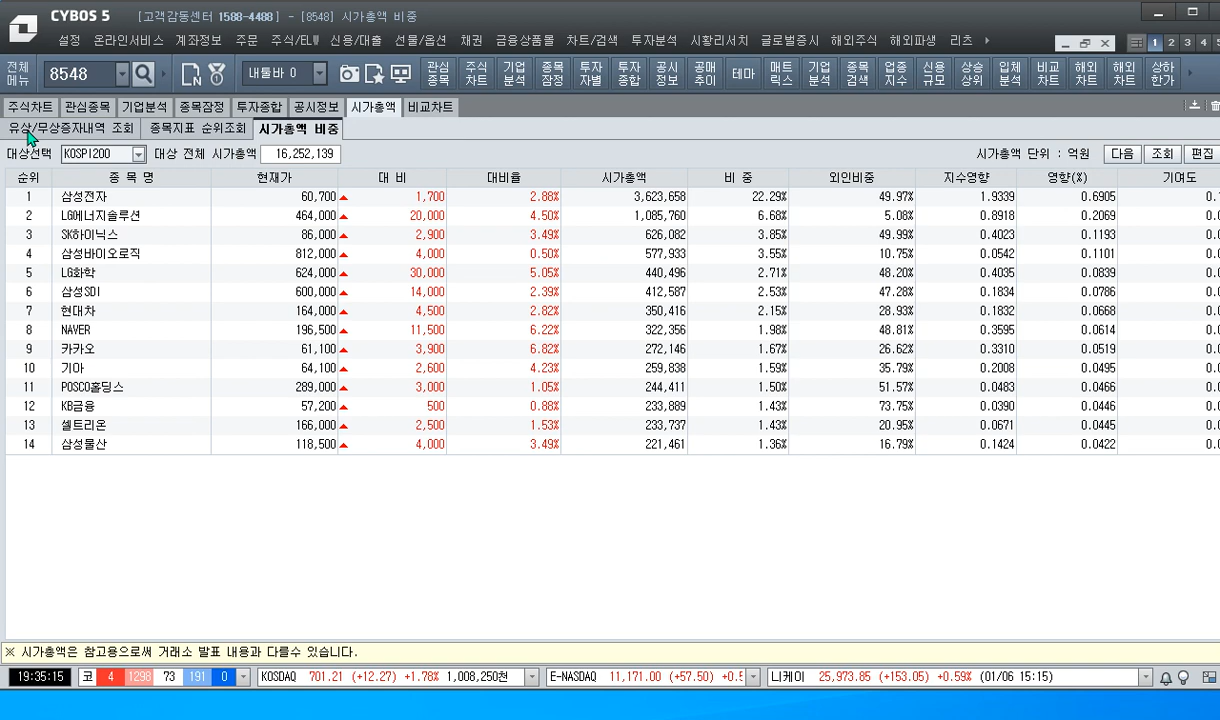 CYBOS 5 [고객감동센터 1588-4488] - [8548] 시가총액 비중
설정 온라인서비스 계좌정보 주문 주식/ELW 신용/대출 선물/옵션 채권 금융상품몰 차트/검색 투자분석 시황리서치 글로벌증시 해외주식 해외파생 리츠 1 2 3 4
전체 메뉴 8548 내툴바 0 관심 종목 주식 차트 기업 분석 종목 잠정 투자 자별 투자 종합 공시 정보 공매 추이 테마 매트 릭스 기업 분석 종목 검색 업종 지수 신용 규모 상승 상위 입체 분석 비교 차트 해외 차트 해외 차트 상하 한가
주식차트 관심종목 기업분석 종목잠정 투자종합 공시정보 시가총액 비교차트
유상/무상증자내역 조회 종목지표 순위조회 시가총액 비중
대상선택 KOSPI200 대상 전체 시가총액 16,252,139 시가총액 단위 : 억원 다음 조회 편집
순위 종 목 명 현재가 대 비 대비율 시가총액 비 중 외인비중 지수영향 영향(%) 기여도
1 삼성전자 60,700 ▲ 1,700 2.88% 3,623,658 22.29% 49.97% 1.9339 0.6905
2 LG에너지솔루션 464,000 ▲ 20,000 4.50% 1,085,760 6.68% 5.08% 0.8918 0.2069
3 SK하이닉스 86,000 ▲ 2,900 3.49% 626,082 3.85% 49.99% 0.4023 0.1193
4 삼성바이오로직 812,000 ▲ 4,000 0.50% 577,933 3.55% 10.75% 0.0542 0.1101
5 LG화학 624,000 ▲ 30,000 5.05% 440,496 2.71% 48.20% 0.4035 0.0839
6 삼성SDI 600,000 ▲ 14,000 2.39% 412,587 2.53% 47.28% 0.1834 0.0786
7 현대차 164,000 ▲ 4,500 2.82% 350,416 2.15% 28.93% 0.1832 0.0668
8 NAVER 196,500 ▲ 11,500 6.22% 322,356 1.98% 48.81% 0.3595 0.0614
9 카카오 61,100 ▲ 3,900 6.82% 272,146 1.67% 26.62% 0.3310 0.0519
10 기아 64,100 ▲ 2,600 4.23% 259,838 1.59% 35.79% 0.2008 0.0495
11 POSCO홀딩스 289,000 ▲ 3,000 1.05% 244,411 1.50% 51.57% 0.0483 0.0466
12 KB금융 57,200 ▲ 500 0.88% 233,889 1.43% 73.75% 0.0390 0.0446
13 셀트리온 166,000 ▲ 2,500 1.53% 233,737 1.43% 20.95% 0.0671 0.0445
14 삼성물산 118,500 ▲ 4,000 3.49% 221,461 1.36% 16.79% 0.1424 0.0422
※ 시가총액은 참고용으로써 거래소 발표 내용과 다를수 있습니다.
19:35:15 코 4 1298 73 191 0 KOSDAQ 701.21 (+12.27) +1.78% 1,008,250천 E-NASDAQ 11,171.00 (+57.50) 니케이 25,973.85 (+153.05) +0.59% (01/06 15:15)